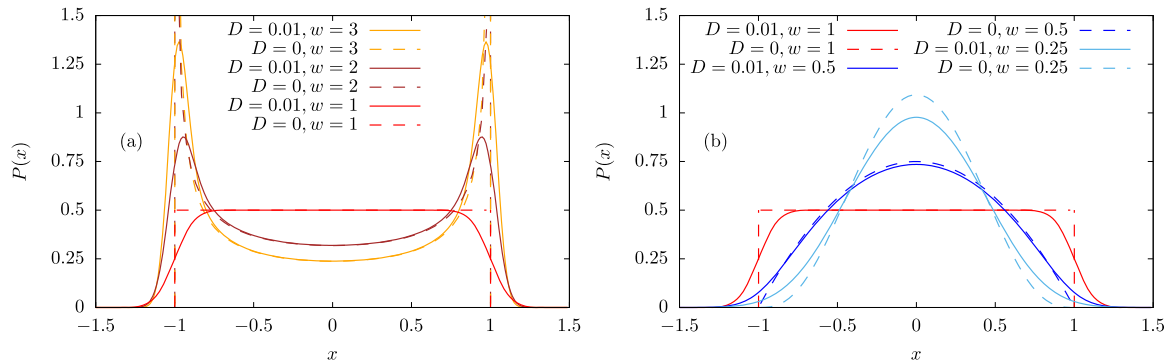 D = 0.01, w = 3
D = 0, w = 3
D = 0.01, w = 2
D = 0, w = 2
D = 0.01, w = 1
D = 0, w = 1
(a)
P(x)
1.5
1.25
1
0.75
0.5
0.25
0
−1.5 −1 −0.5 0 0.5 1 1.5
x
D = 0.01, w = 1
D = 0, w = 1
D = 0.01, w = 0.5
D = 0, w = 0.5
D = 0.01, w = 0.25
D = 0, w = 0.25
(b)
P(x)
1.5
1.25
1
0.75
0.5
0.25
0
−1.5 −1 −0.5 0 0.5 1 1.5
x